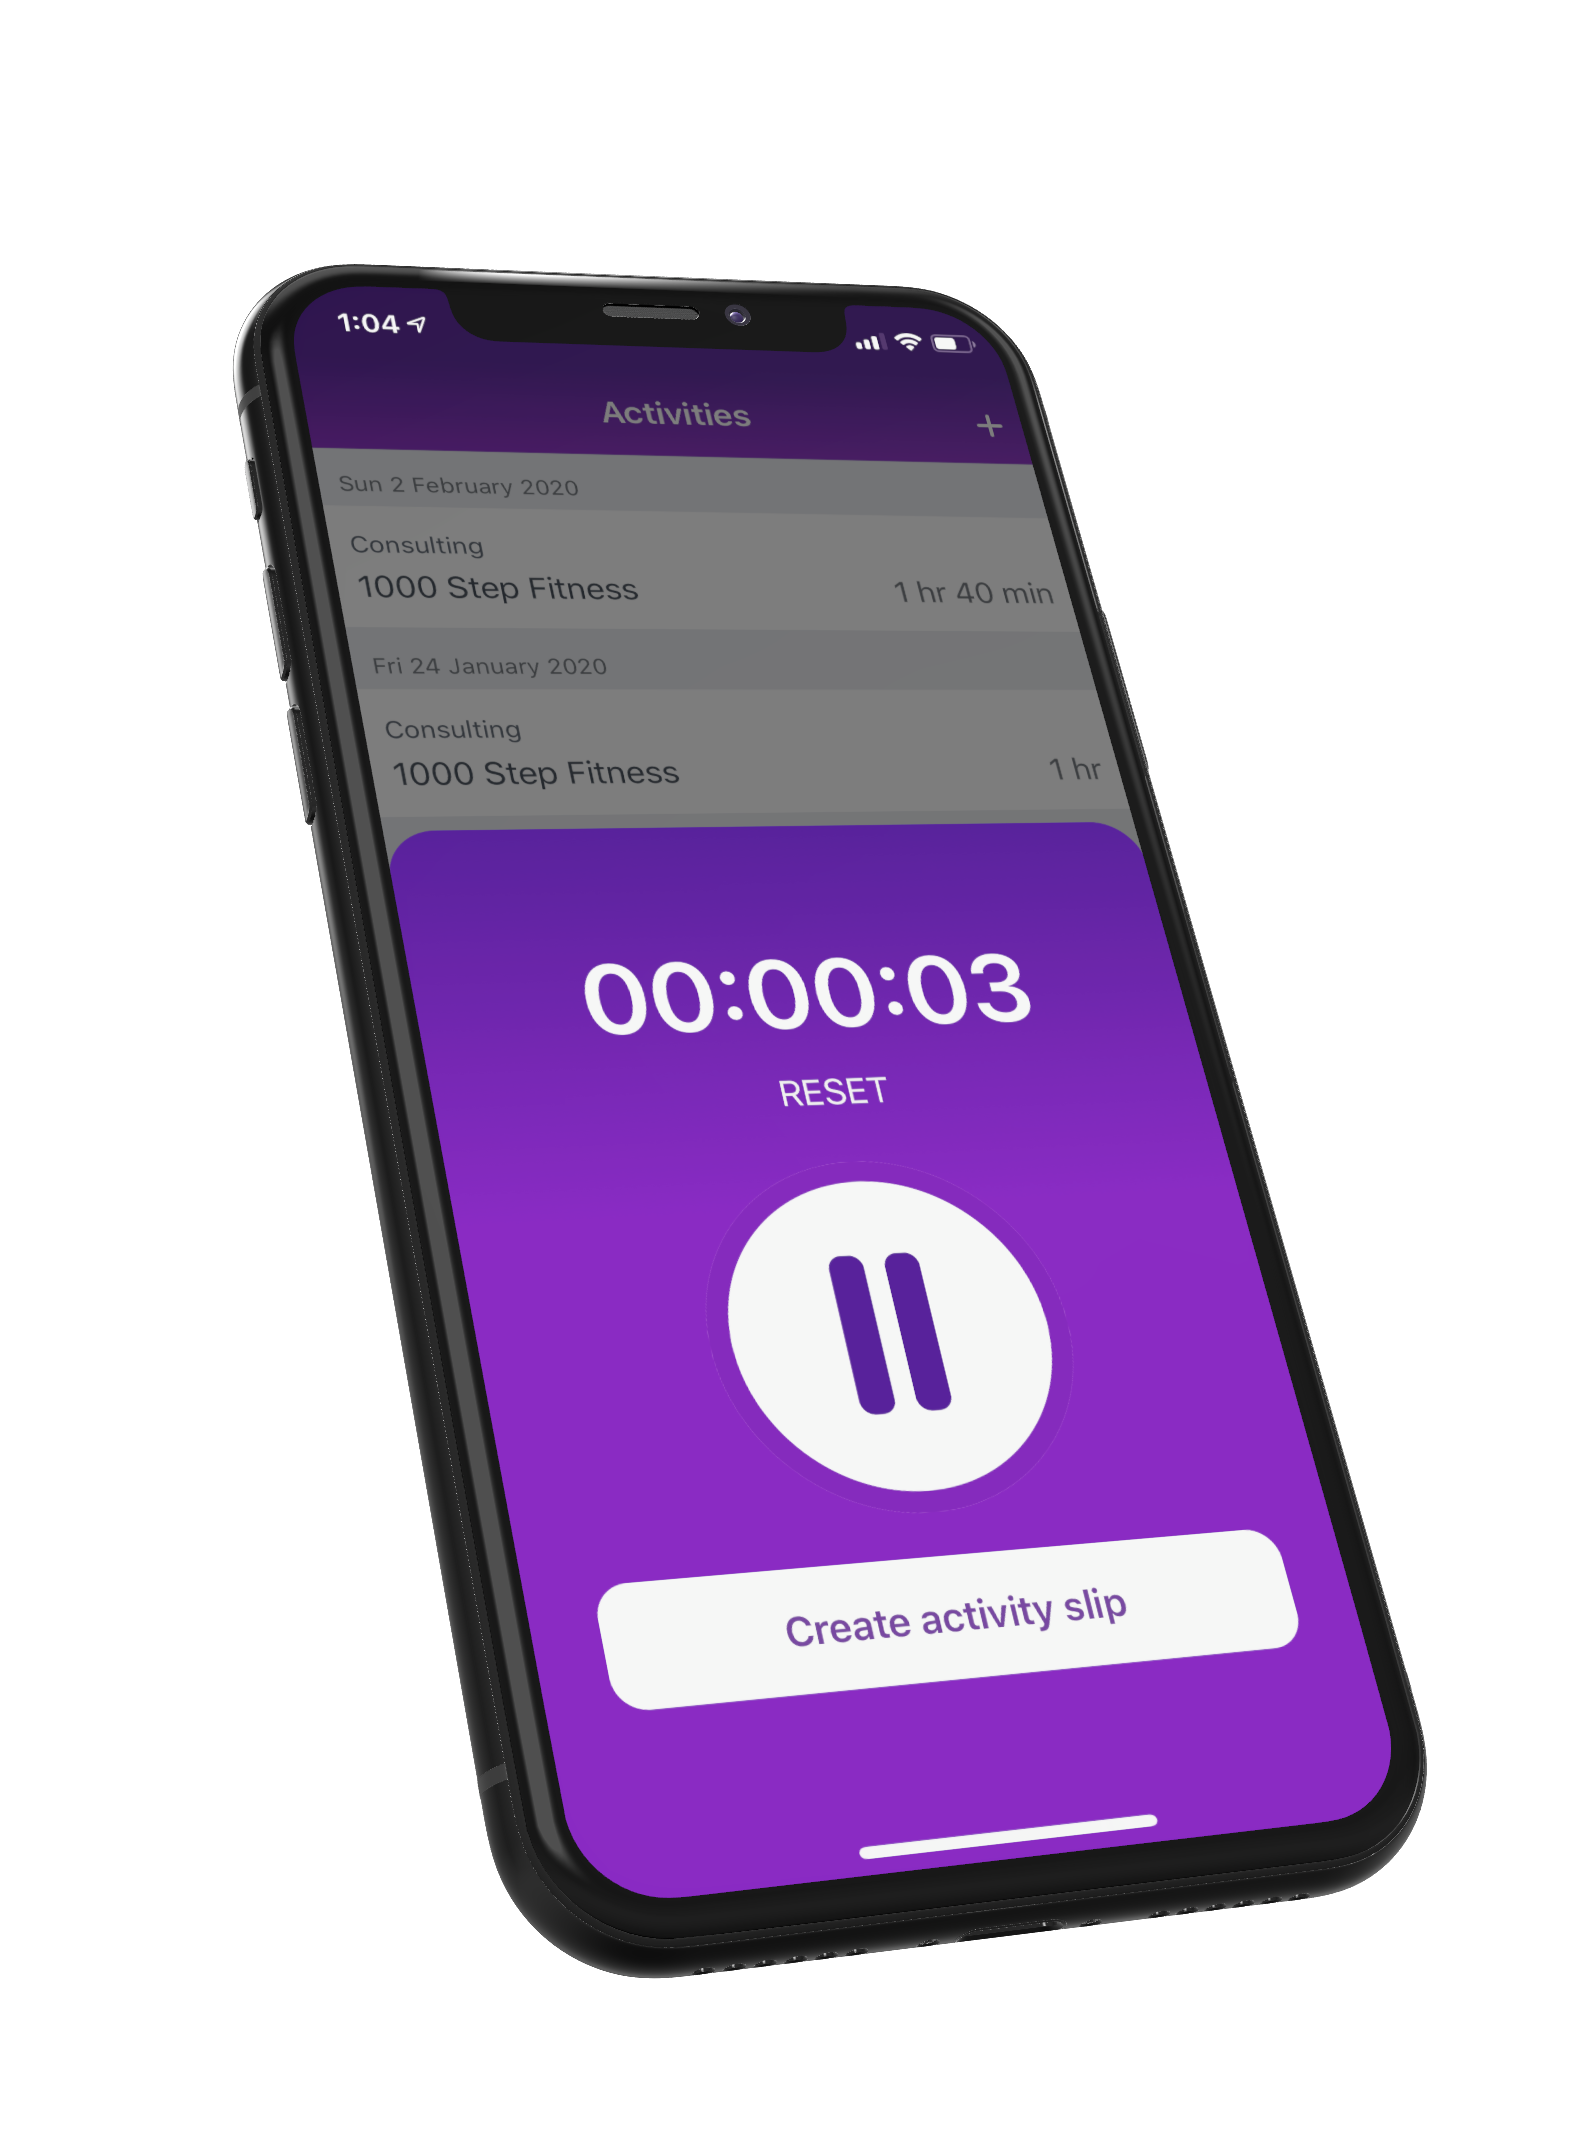 1:04
Activities
+
Sun 2 February 2020
Consulting
1000 Step Fitness
1 hr 40 min
Fri 24 January 2020
Consulting
1000 Step Fitness
1 hr
00:00:03
RESET
Create activity slip